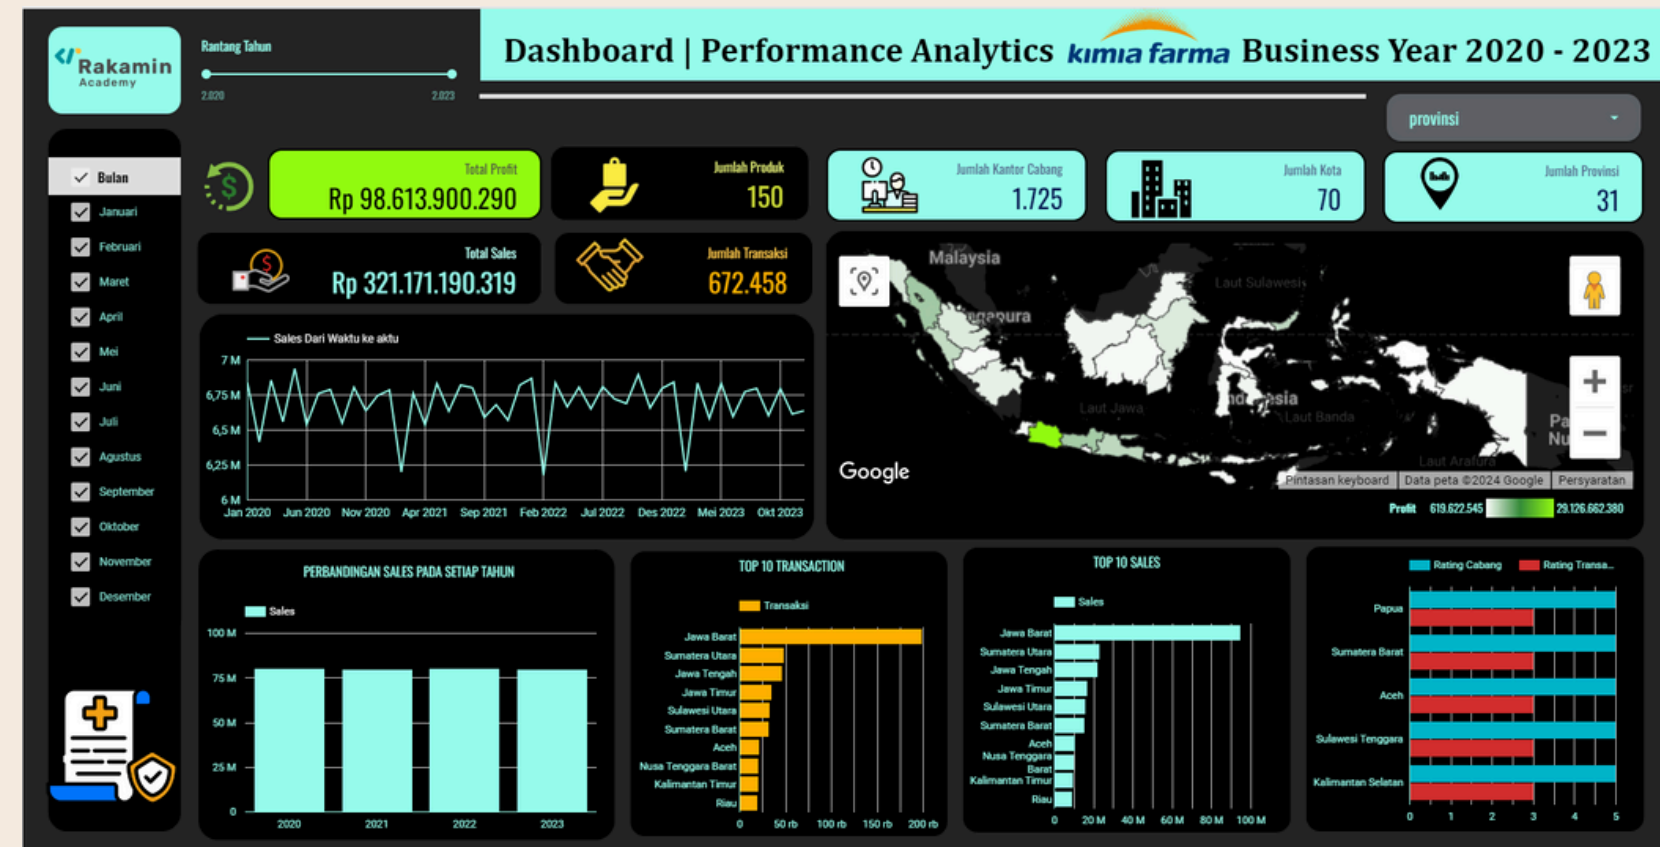 Rakamin
Academy
Rantang Tahun
2.020
2.023
Dashboard | Performance Analytics kimia farma Business Year 2020 - 2023
provinsi
Bulan
Januari
Februari
Maret
April
Mei
Juni
Juli
Agustus
September
Oktober
November
Desember
Total Profit
Rp 98.613.900.290
Jumlah Produk
150
Jumlah Kantor Cabang
1.725
Jumlah Kota
70
Jumlah Provinsi
31
Total Sales
Rp 321.171.190.319
Jumlah Transaksi
672.458
Sales Dari Waktu ke aktu
7 M
6,75 M
6,5 M
6,25 M
6 M
Jan 2020 Jun 2020 Nov 2020 Apr 2021 Sep 2021 Feb 2022 Jul 2022 Des 2022 Mei 2023 Okt 2023
Malaysia
Laut Sulawesi
Laut Jawa
Laut Banda
Laut Arafura
Google
Pintasan keyboard
Data peta ©2024 Google
Persyaratan
Profit 619.622.545 29.126.662.380
PERBANDINGAN SALES PADA SETIAP TAHUN
Sales
100 M
75 M
50 M
25 M
0
2020 2021 2022 2023
TOP 10 TRANSACTION
Transaksi
Jawa Barat
Sumatera Utara
Jawa Tengah
Jawa Timur
Sulawesi Utara
Sumatera Barat
Aceh
Nusa Tenggara Barat
Kalimantan Timur
Riau
0 50 rb 100 rb 150 rb 200 rb
TOP 10 SALES
Sales
Jawa Barat
Sumatera Utara
Jawa Tengah
Jawa Timur
Sulawesi Utara
Sumatera Barat
Aceh
Nusa Tenggara
Barat
Kalimantan Timur
Riau
0 20 M 40 M 60 M 80 M 100 M
Rating Cabang
Rating Transa...
Papua
Sumatera Barat
Aceh
Sulawesi Tenggara
Kalimantan Selatan
0 1 2 3 4 5